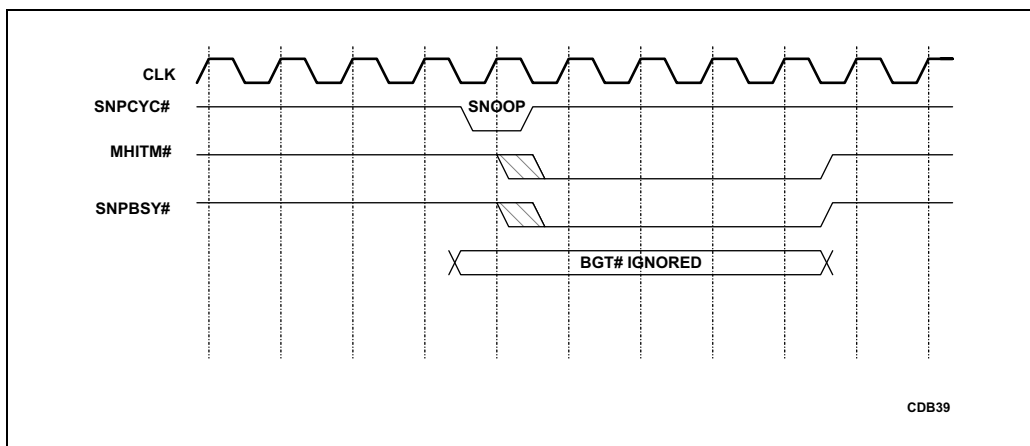 CLK
SNPCYC#
SNOOP
MHITM#
SNPBSY#
BGT# IGNORED
CDB39